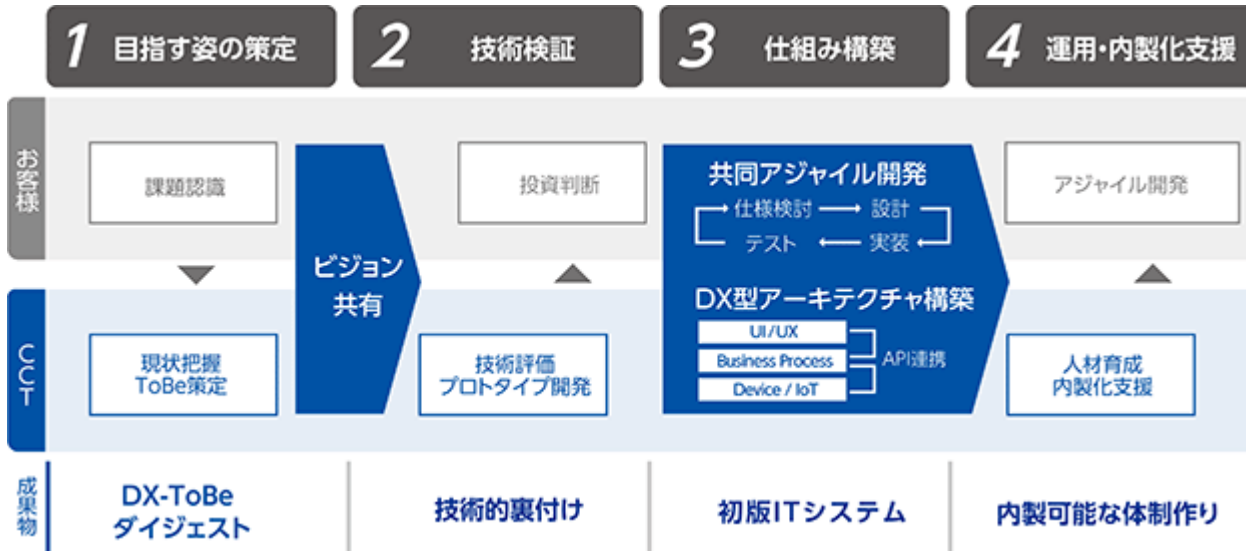 1 目指す姿の策定
2 技術検証
3 仕組み構築
4 運用・内製化支援
お客様
課題認識
投資判断
共同アジャイル開発
仕様検討
設計
テスト
実装
アジャイル開発
ビジョン
共有
CCT
現状把握
ToBe策定
技術評価
プロトタイプ開発
DX型アーキテクチャ構築
UI/UX
Business Process
Device / IoT
API連携
人材育成
内製化支援
成果物
DX-ToBe
ダイジェスト
技術的裏付け
初版ITシステム
内製可能な体制作り